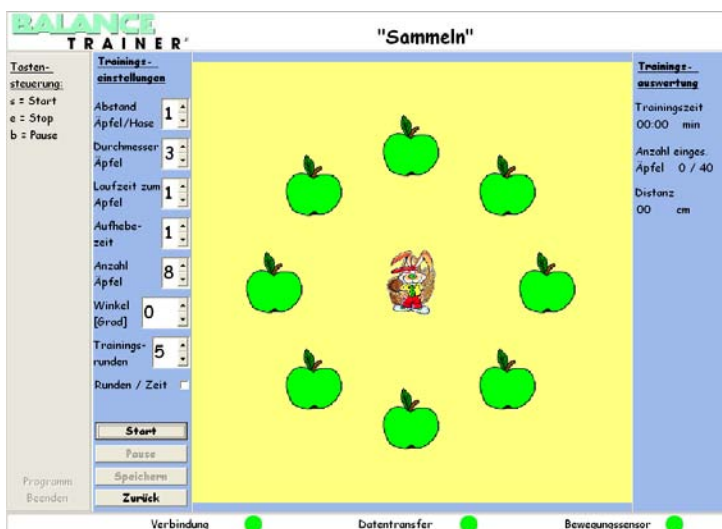 BALANCE
TRAINER
"Sammeln"
Tasten-
steuerung:
s = Start
e = Stop
b = Pause
Programm
Beenden
Trainings-
einstellungen
Abstand
Äpfel/Hase 1
Durchmesser
Äpfel 3
Laufzeit zum
Apfel 1
Aufhebe-
zeit 1
Anzahl
Äpfel 8
Winkel
[Grad] 0
Trainings-
runden 5
Runden / Zeit
Start
Pause
Speichern
Zurück
Trainings-
auswertung
Trainingszeit
00:00 min
Anzahl einges.
Äpfel 0 / 40
Distanz
00 cm
Verbindung Datentransfer Bewegungssensor